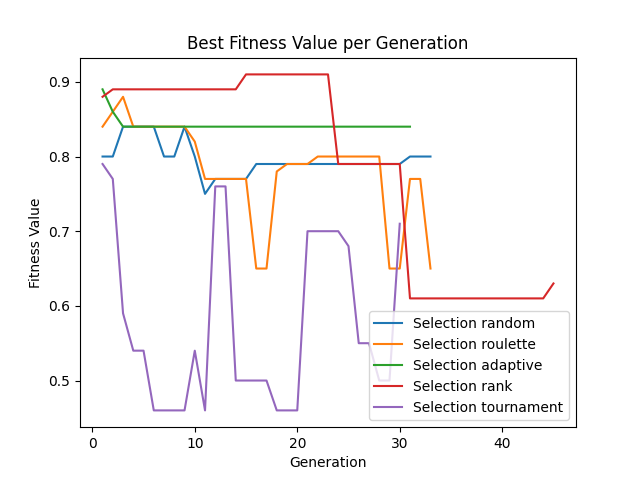 Best Fitness Value per Generation
Fitness Value
0.9
0.8
0.7
0.6
0.5
0
10
20
30
40
Generation
Selection random
Selection roulette
Selection adaptive
Selection rank
Selection tournament